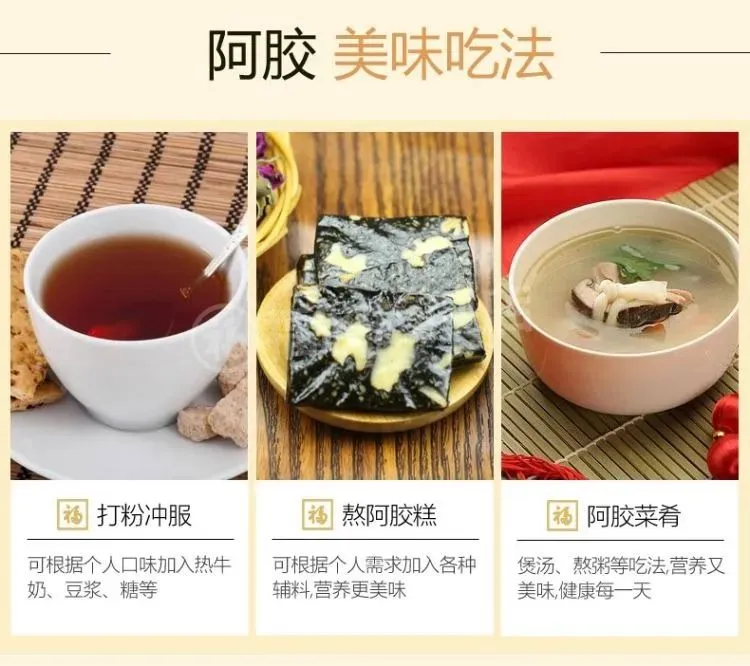 阿胶 美味吃法
福 打粉冲服
可根据个人口味加入热牛
奶、豆浆、糖等
福 熬阿胶糕
可根据个人需求加入各种
辅料,营养更美味
福 阿胶菜肴
煲汤、熬粥等吃法,营养又
美味,健康每一天